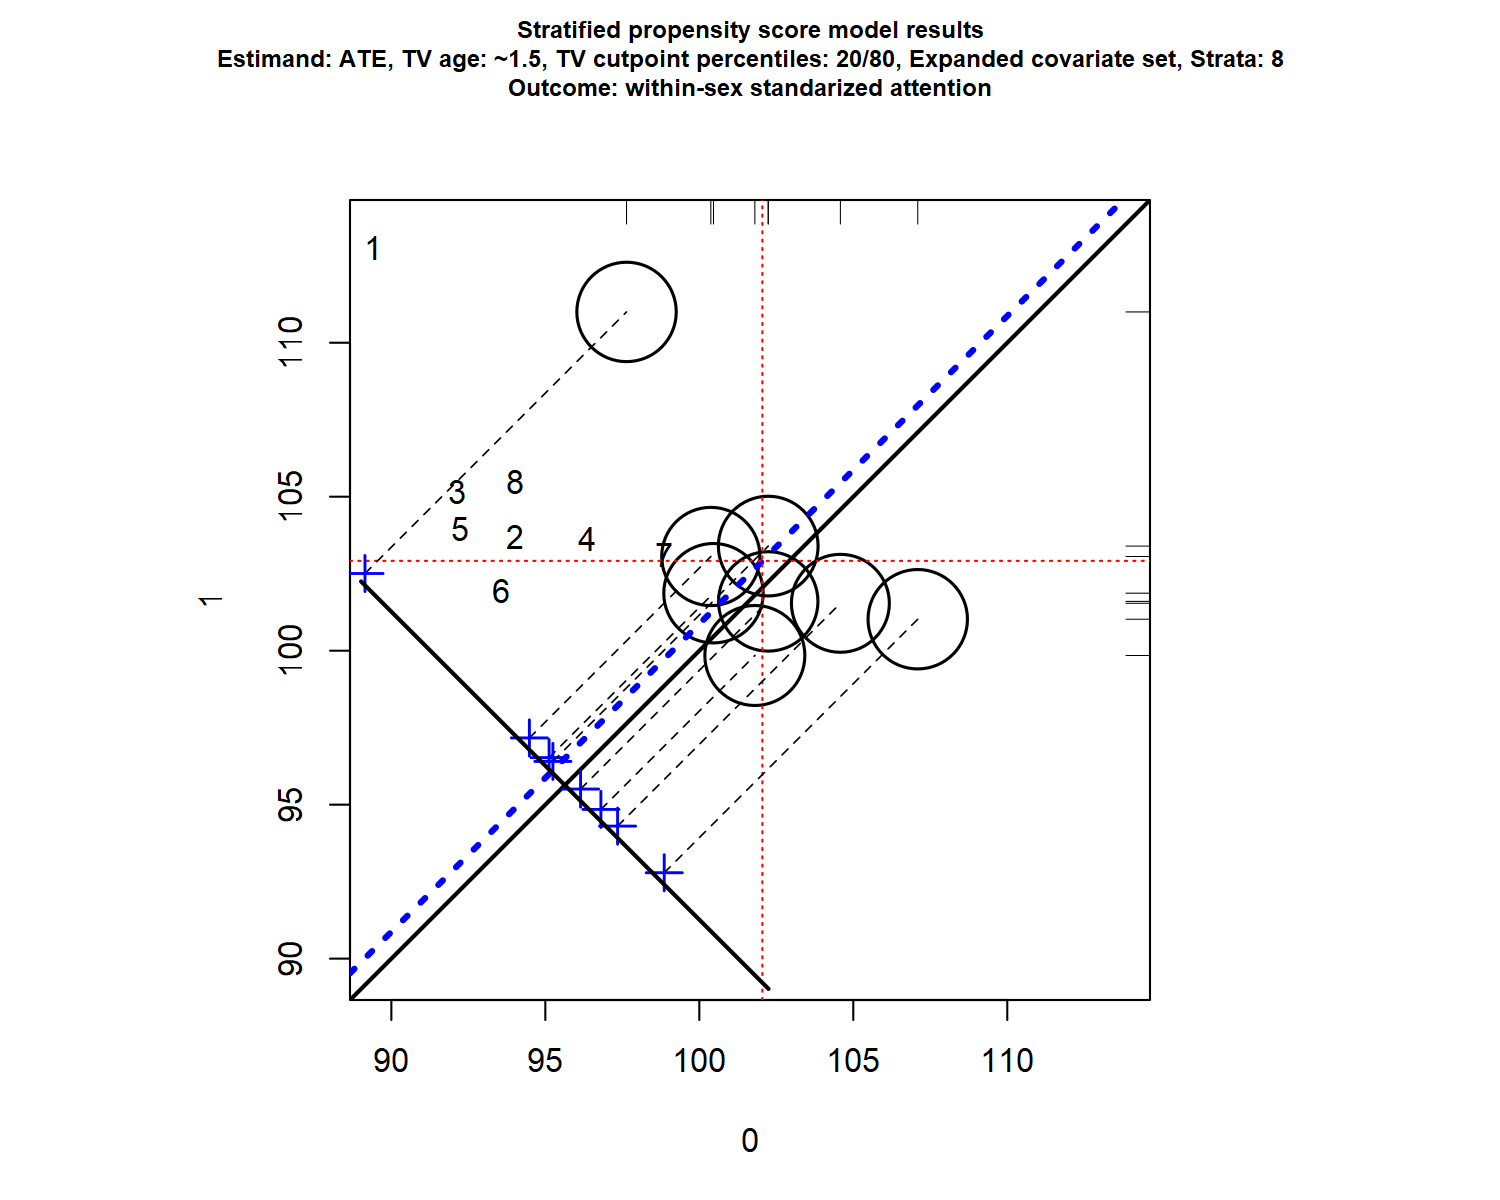 Stratified propensity score model results
Estimand: ATE, TV age: ~1.5, TV cutpoint percentiles: 20/80, Expanded covariate set, Strata: 8
Outcome: within-sex standarized attention
1
110
3 8
105
5 2 4 7
6
1
100
95
90
90 95 100 105 110
0